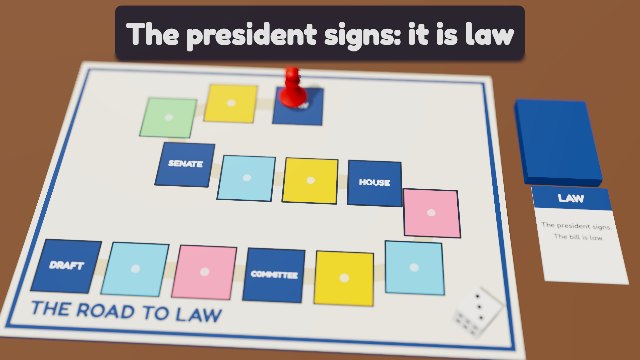 The president signs: it is law
SENATE
HOUSE
DRAFT
COMMITTEE
THE ROAD TO LAW
LAW
The president signs.
The bill is law.